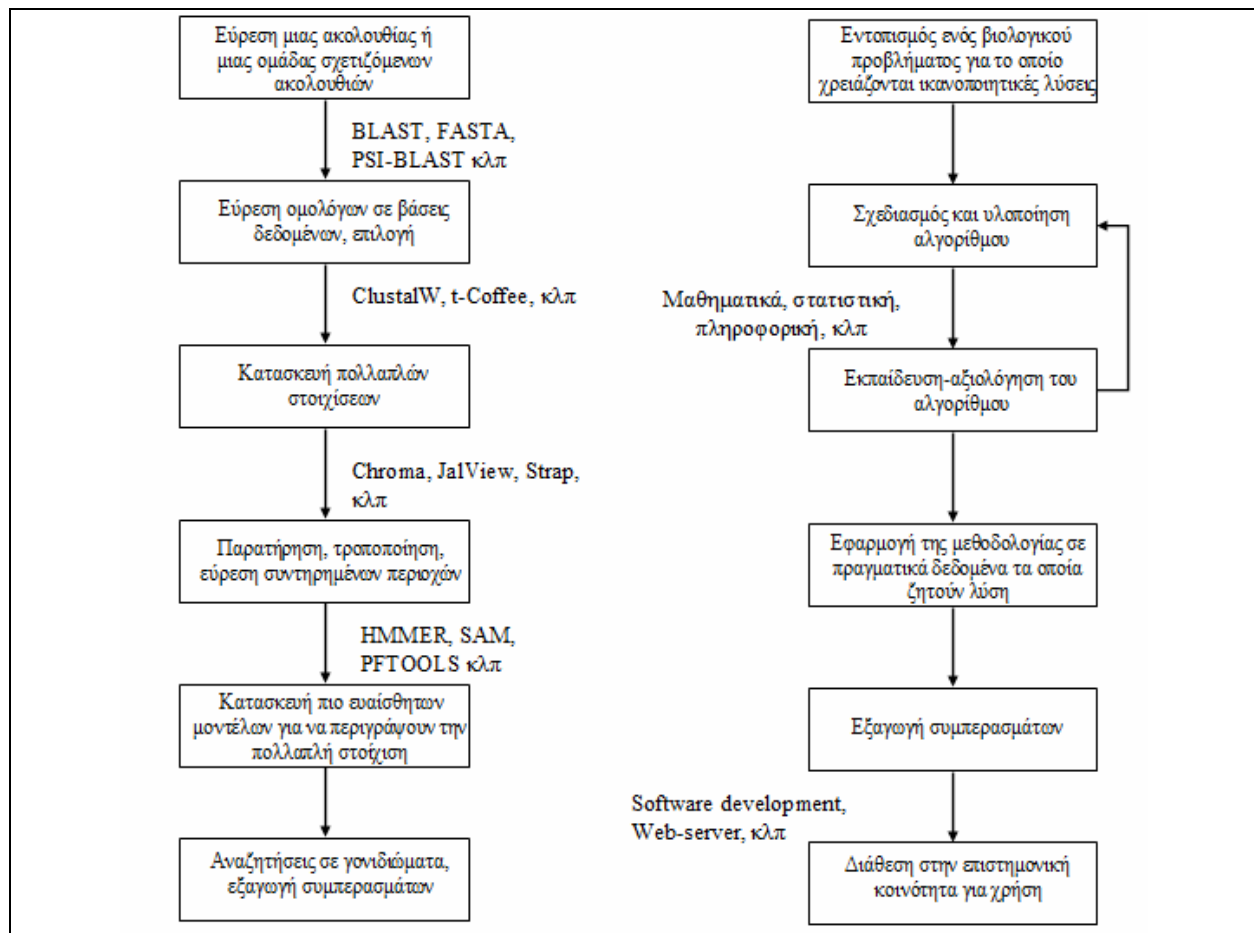 Εύρεση μιας ακολουθίας ή
μιας ομάδας σχετιζόμενων
ακολουθιών
BLAST, FASTA,
PSI-BLAST κλπ
Εύρεση ομολόγων σε βάσεις
δεδομένων, επιλογή
ClustalW, t-Coffee, κλπ
Κατασκευή πολλαπλών
στοιχίσεων
Chroma, JalView, Strap,
κλπ
Παρατήρηση, τροποποίηση,
εύρεση συντηρημένων περιοχών
HMMER, SAM,
PFTOOLS κλπ
Κατασκευή πιο ευαίσθητων
μοντέλων για να περιγράψουν την
πολλαπλή στοίχιση
Αναζητήσεις σε γονιδιώματα,
εξαγωγή συμπερασμάτων
Εντοπισμός ενός βιολογικού
προβλήματος για το οποίο
χρειάζονται ικανοποιητικές λύσεις
Σχεδιασμός και υλοποίηση
αλγορίθμου
Μαθηματικά, στατιστική,
πληροφορική, κλπ
Εκπαίδευση-αξιολόγηση του
αλγορίθμου
Εφαρμογή της μεθοδολογίας σε
πραγματικά δεδομένα τα οποία
ζητούν λύση
Εξαγωγή συμπερασμάτων
Software development,
Web-server, κλπ
Διάθεση στην επιστημονική
κοινότητα για χρήση